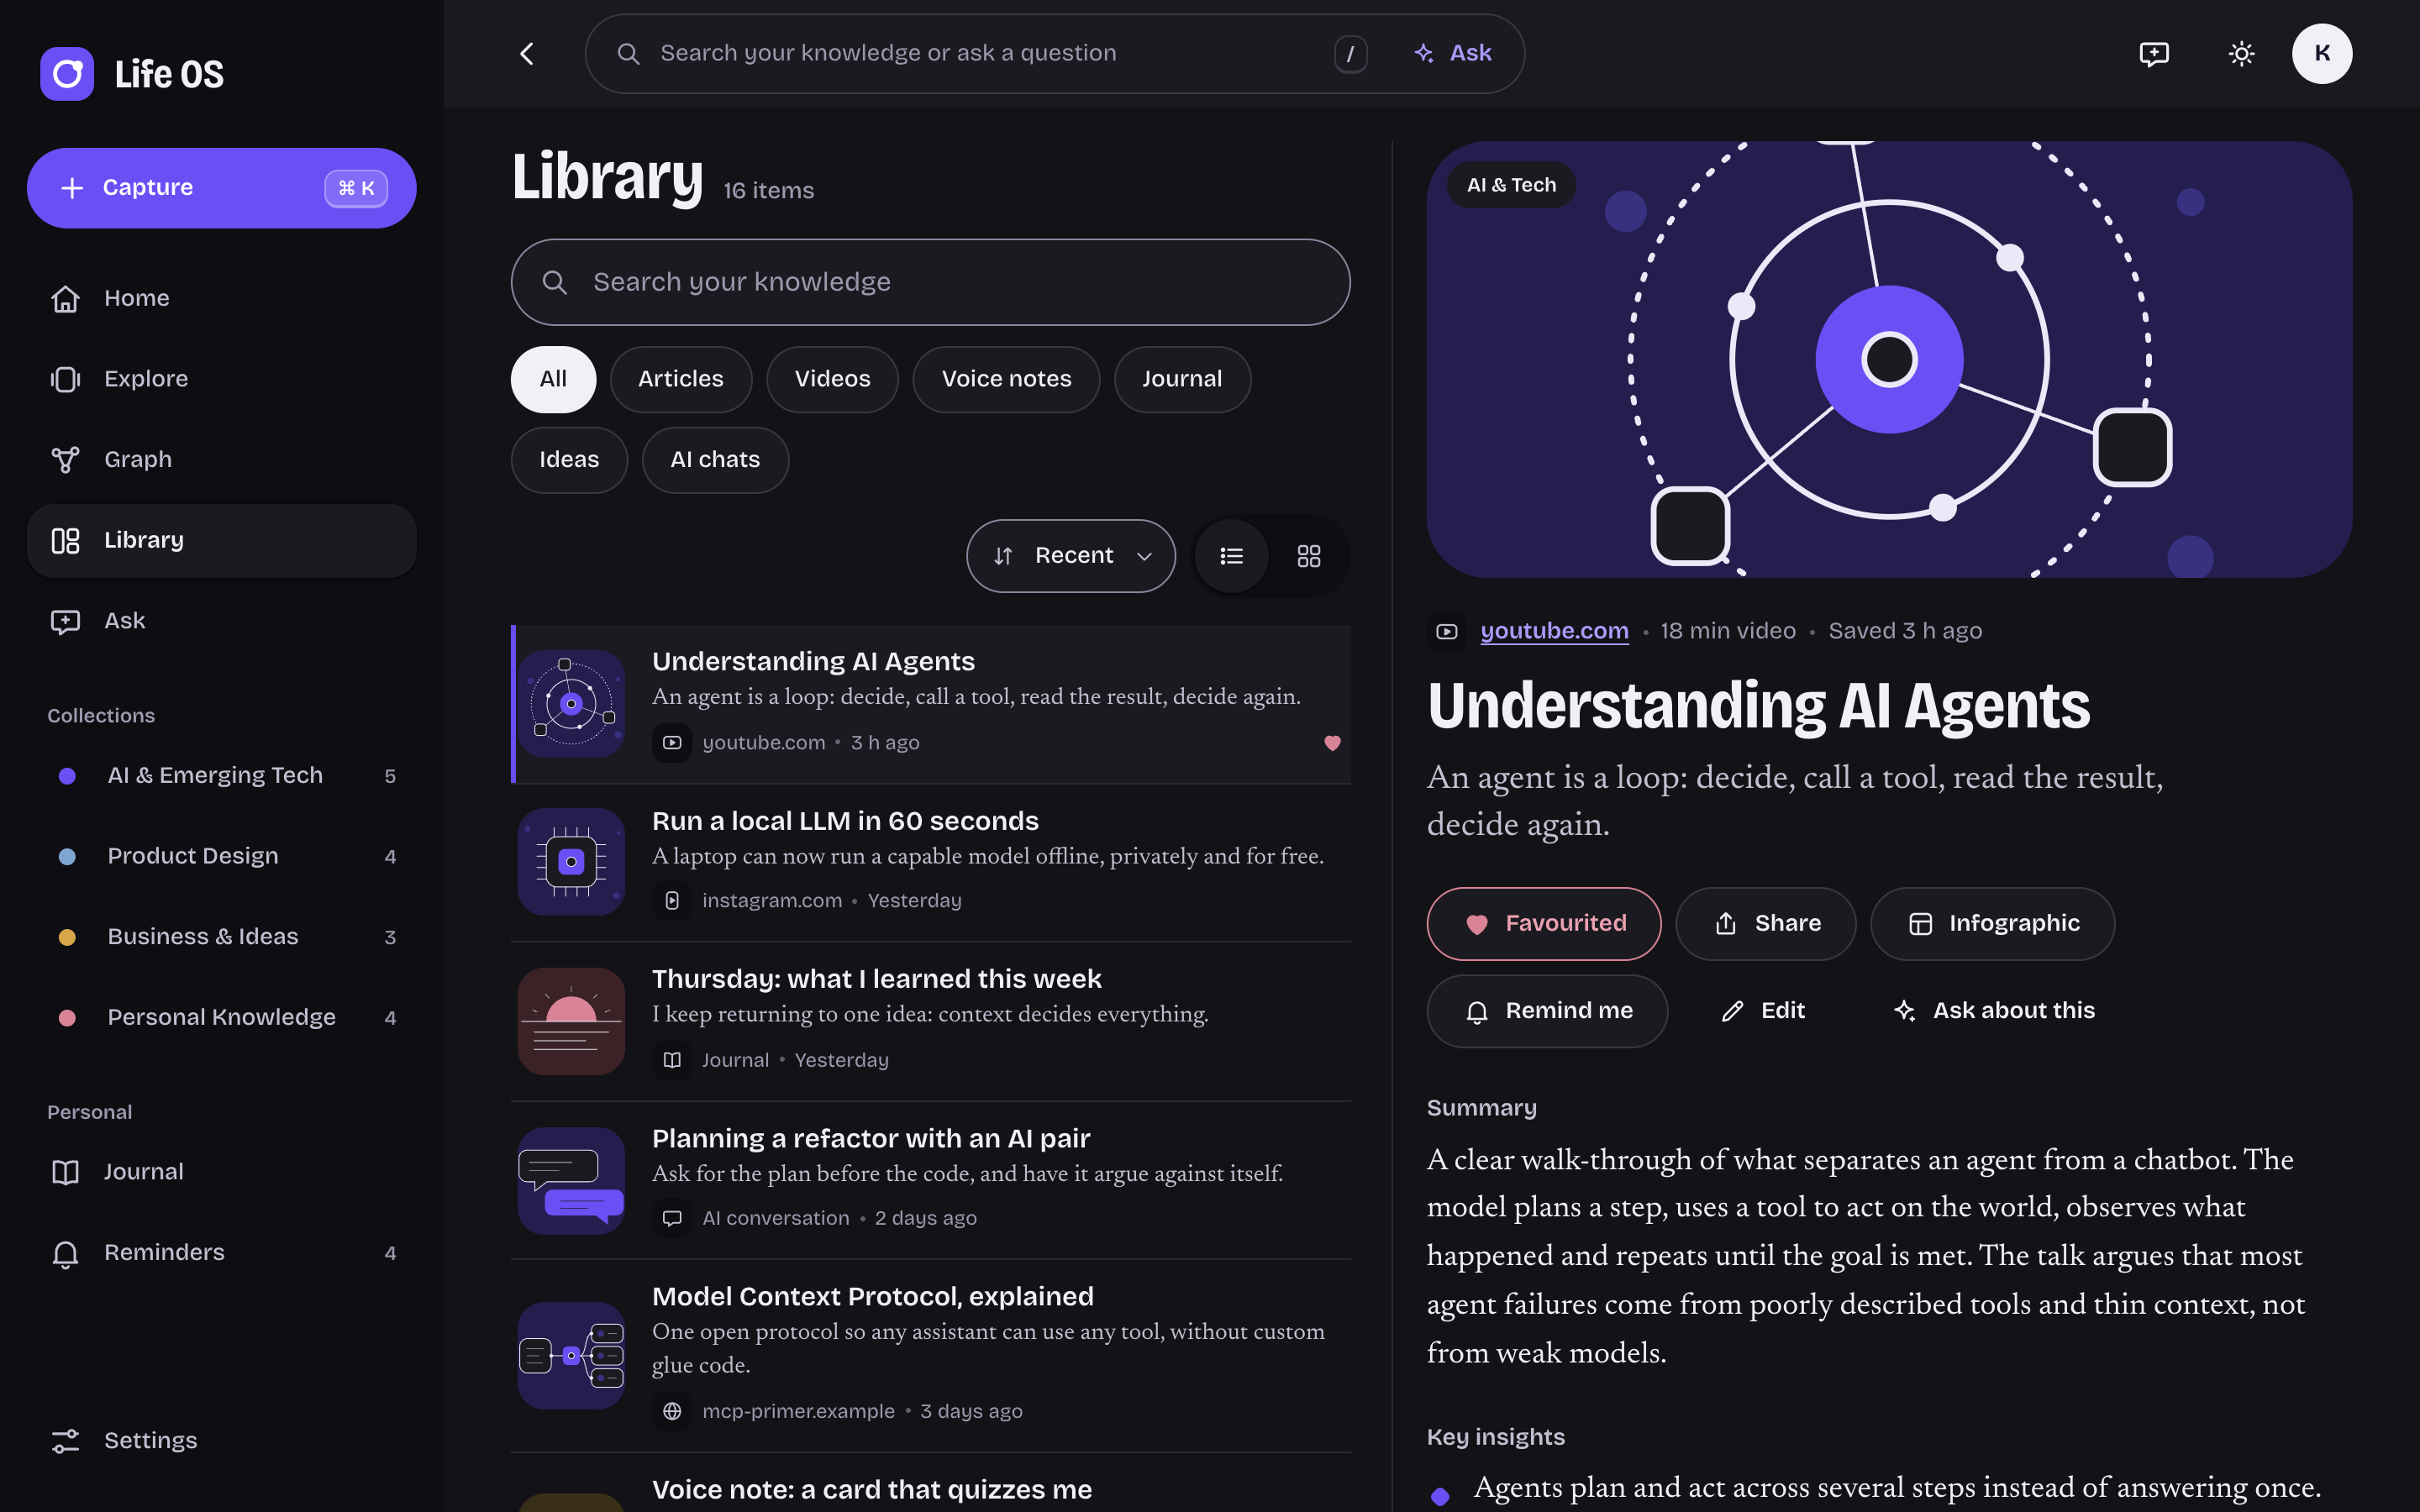 Life OS
Capture
⌘ K
Home
Explore
Graph
Library
Ask
Collections
AI & Emerging Tech 5
Product Design 4
Business & Ideas 3
Personal Knowledge 4
Personal
Journal
Reminders 4
Settings
Search your knowledge or ask a question
/
Ask
K
Library 16 items
Search your knowledge
All
Articles
Videos
Voice notes
Journal
Ideas
AI chats
Recent
Understanding AI Agents
An agent is a loop: decide, call a tool, read the result, decide again.
youtube.com • 3 h ago
Run a local LLM in 60 seconds
A laptop can now run a capable model offline, privately and for free.
instagram.com • Yesterday
Thursday: what I learned this week
I keep returning to one idea: context decides everything.
Journal • Yesterday
Planning a refactor with an AI pair
Ask for the plan before the code, and have it argue against itself.
AI conversation • 2 days ago
Model Context Protocol, explained
One open protocol so any assistant can use any tool, without custom
glue code.
mcp-primer.example • 3 days ago
Voice note: a card that quizzes me
AI & Tech
youtube.com • 18 min video • Saved 3 h ago
Understanding AI Agents
An agent is a loop: decide, call a tool, read the result,
decide again.
Favourited
Share
Infographic
Remind me
Edit
Ask about this
Summary
A clear walk-through of what separates an agent from a chatbot. The
model plans a step, uses a tool to act on the world, observes what
happened and repeats until the goal is met. The talk argues that most
agent failures come from poorly described tools and thin context, not
from weak models.
Key insights
Agents plan and act across several steps instead of answering once.